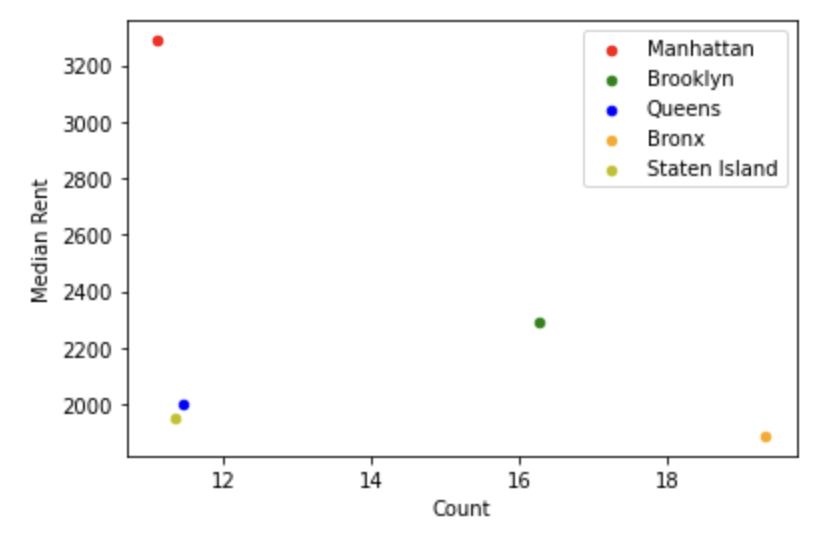 Manhattan
Brooklyn
Queens
Bronx
Staten Island
Median Rent
3200
3000
2800
2600
2400
2200
2000
12 14 16 18
Count